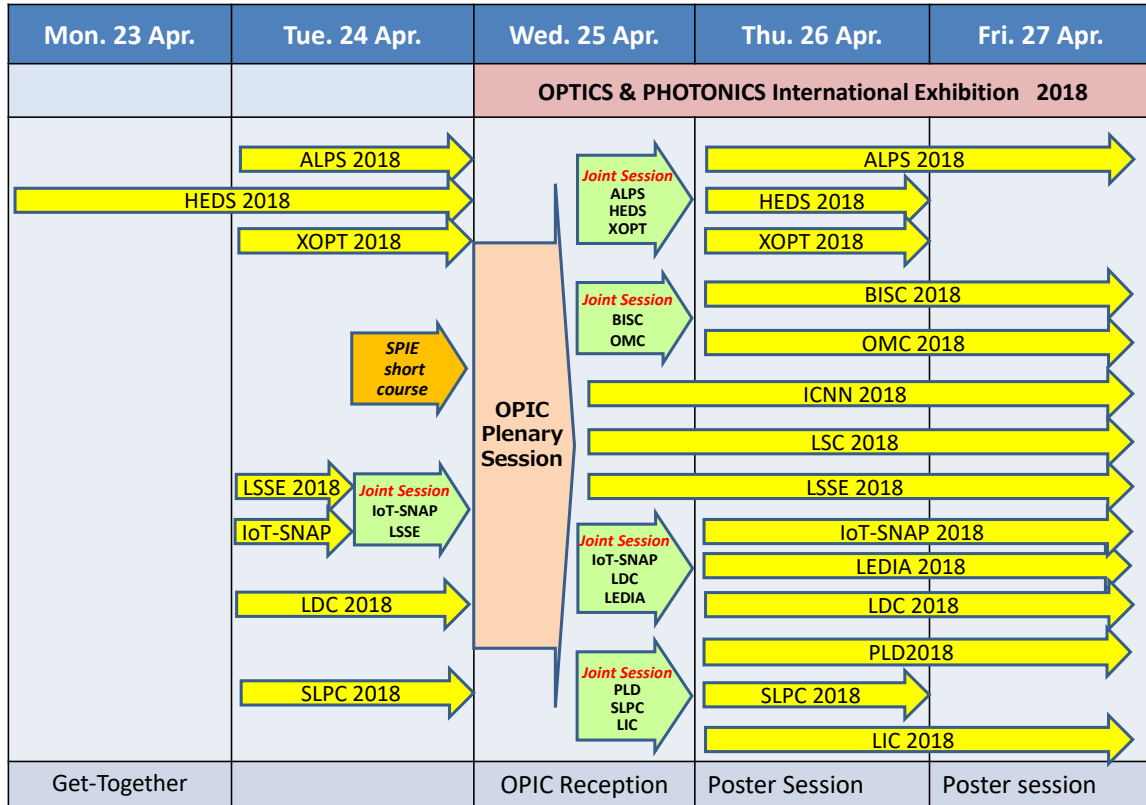 Mon. 23 Apr.
Tue. 24 Apr.
Wed. 25 Apr.
Thu. 26 Apr.
Fri. 27 Apr.
OPTICS & PHOTONICS International Exhibition 2018
ALPS 2018
HEDS 2018
XOPT 2018
SPIE
short
course
LSSE 2018
IoT-SNAP
Joint Session
IoT-SNAP
LSSE
LDC 2018
SLPC 2018
OPIC
Plenary
Session
Joint Session
ALPS
HEDS
XOPT
Joint Session
BISC
OMC
Joint Session
IoT-SNAP
LDC
LEDIA
Joint Session
PLD
SLPC
LIC
ALPS 2018
HEDS 2018
XOPT 2018
BISC 2018
OMC 2018
ICNN 2018
LSC 2018
LSSE 2018
IoT-SNAP 2018
LEDIA 2018
LDC 2018
PLD2018
SLPC 2018
LIC 2018
Get-Together
OPIC Reception
Poster Session
Poster session